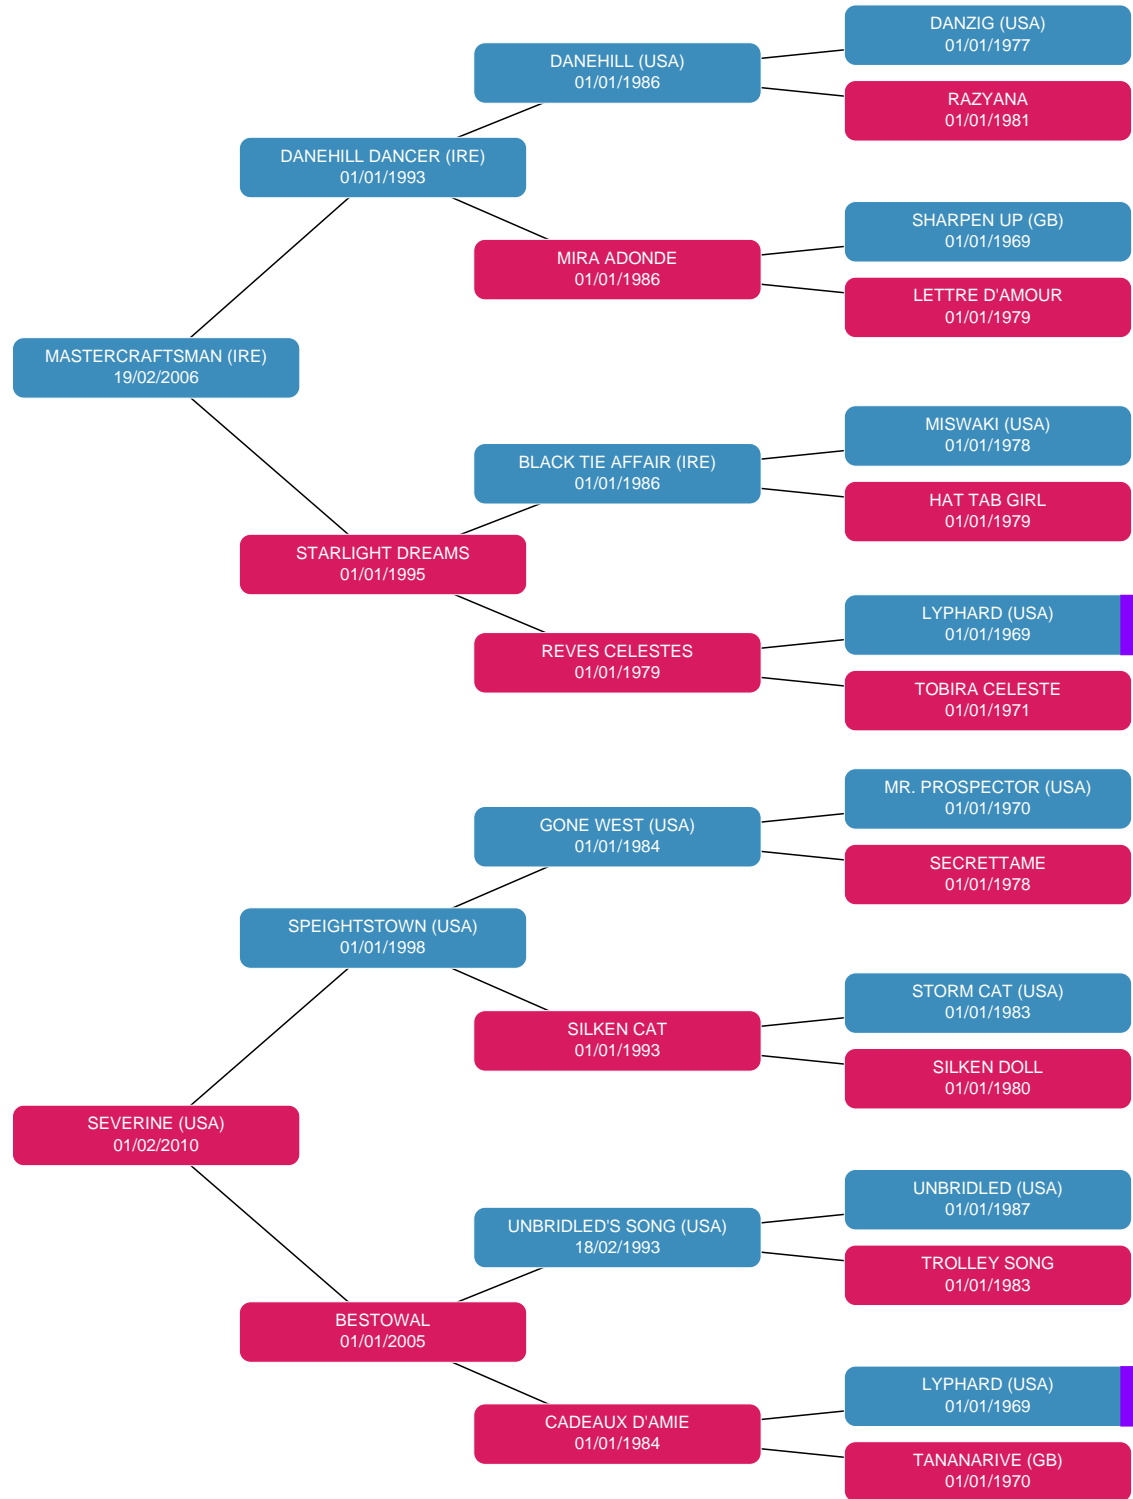 DANZIG (USA)
01/01/1977
DANEHILL (USA)
01/01/1986
RAZYANA
01/01/1981
DANEHILL DANCER (IRE)
01/01/1993
SHARPEN UP (GB)
01/01/1969
MIRA ADONDE
01/01/1986
LETTRE D'AMOUR
01/01/1979
MASTERCRAFTSMAN (IRE)
19/02/2006
MISWAKI (USA)
01/01/1978
BLACK TIE AFFAIR (IRE)
01/01/1986
HAT TAB GIRL
01/01/1979
STARLIGHT DREAMS
01/01/1995
LYPHARD (USA)
01/01/1969
REVES CELESTES
01/01/1979
TOBIRA CELESTE
01/01/1971
MR. PROSPECTOR (USA)
01/01/1970
GONE WEST (USA)
01/01/1984
SECRETTAME
01/01/1978
SPEIGHTSTOWN (USA)
01/01/1998
STORM CAT (USA)
01/01/1983
SILKEN CAT
01/01/1993
SILKEN DOLL
01/01/1980
SEVERINE (USA)
01/02/2010
UNBRIDLED (USA)
01/01/1987
UNBRIDLED'S SONG (USA)
18/02/1993
TROLLEY SONG
01/01/1983
BESTOWAL
01/01/2005
LYPHARD (USA)
01/01/1969
CADEAUX D'AMIE
01/01/1984
TANANARIVE (GB)
01/01/1970